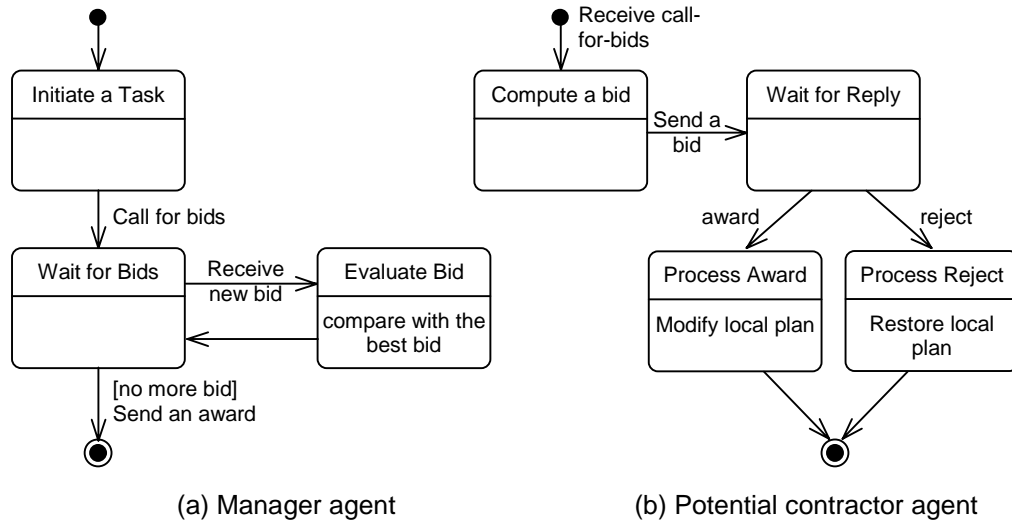 Initiate a Task
Call for bids
Wait for Bids
Receive
new bid
Evaluate Bid
compare with the
best bid
[no more bid]
Send an award
(a) Manager agent
Receive call-
for-bids
Compute a bid
Send a
bid
Wait for Reply
award
reject
Process Award
Modify local plan
Process Reject
Restore local
plan
(b) Potential contractor agent